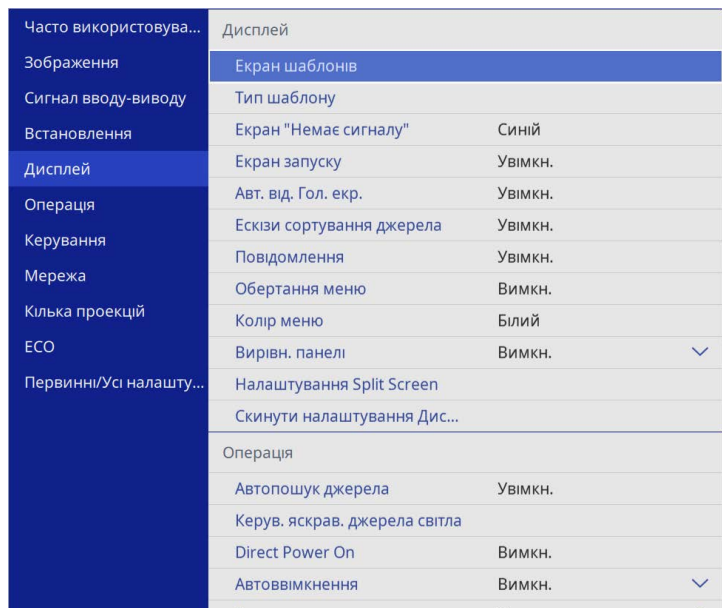 Часто використовува...
Зображення
Сигнал вводу-виводу
Встановлення
Дисплей
Операція
Керування
Мережа
Кілька проекцій
ECO
Первинні/Усі налашту...
Дисплей
Екран шаблонів
Тип шаблону
Екран "Немає сигналу" Синій
Екран запуску Увімкн.
Авт. від. Гол. екр. Увімкн.
Ескізи сортування джерела Увімкн.
Повідомлення Увімкн.
Обертання меню Вимкн.
Колір меню Білий
Вирівн. панелі Вимкн.
Налаштування Split Screen
Скинути налаштування Дис...
Операція
Автопошук джерела Увімкн.
Керув. яскрав. джерела світла
Direct Power On Вимкн.
Автоввімкнення Вимкн.